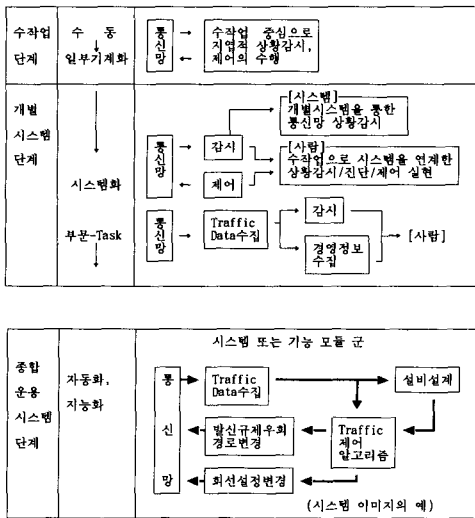 수작업
단계
수 동
일부기계화
통신망
수작업 중심으로
지엽적 상황감시,
제어의 수행
개별
시스템
단계
시스템화
부문-Task
통신망
감시
제어
[시스템]
개별시스템을 통한
통신망 상황감시
[사람]
수작업으로 시스템을 연계한
상황감시/진단/제어 실현
통신망
Traffic
Data수집
감시
경영정보
수집
[사람]
종합
운용
시스템
단계
자동화,
지능화
시스템 또는 기능 모듈 군
통
신
망
Traffic
Data수집
설비설계
발신규제우회
경로변경
Traffic
제어
알고리즘
회선설정변경
(시스템 이미지의 예)